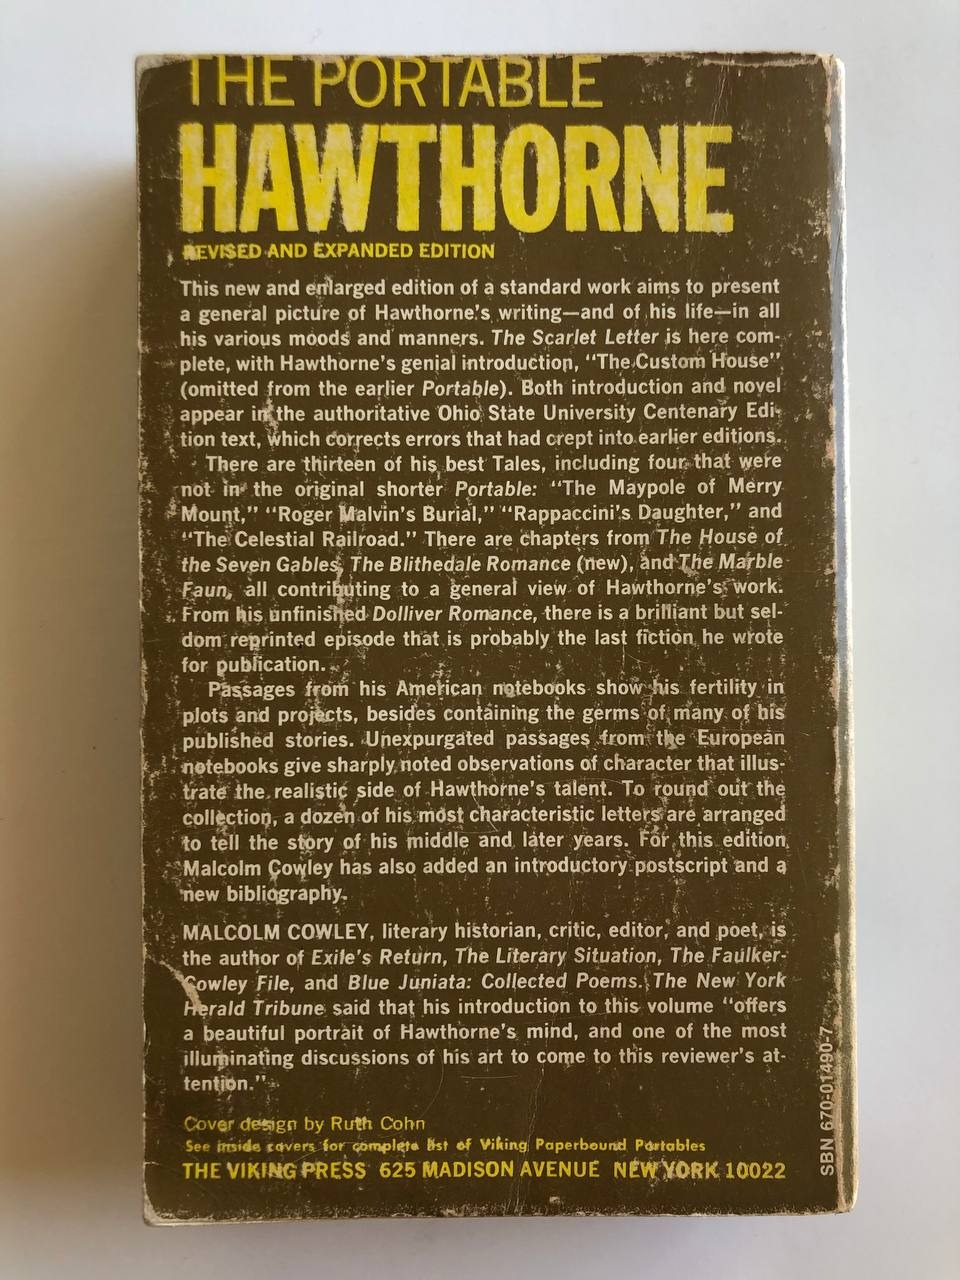 THE PORTABLE
HAWTHORNE
REVISED AND EXPANDED EDITION
This new and enlarged edition of a standard work aims to present
a general picture of Hawthorne's writing—and of his life—in all
his various moods and manners. The Scarlet Letter is here com-
plete, with Hawthorne's genial introduction, "The Custom House"
(omitted from the earlier Portable). Both introduction and novel
appear in the authoritative Ohio State University Centenary Edi-
tion text, which corrects errors that had crept into earlier editions.
There are thirteen of his best Tales, including four that were
not in the original shorter Portable: "The Maypole of Merry
Mount," "Roger Malvin's Burial," "Rappaccini's Daughter," and
"The Celestial Railroad." There are chapters from The House of
the Seven Gables, The Blithedale Romance (new), and The Marble
Faun, all contributing to a general view of Hawthorne's work.
From his unfinished Dolliver Romance, there is a brilliant but sel-
dom reprinted episode that is probably the last fiction he wrote
for publication.
Passages from his American notebooks show his fertility in
plots and projects, besides containing the germs of many of his
published stories. Unexpurgated passages from the European
notebooks give sharply noted observations of character that illus-
trate the realistic side of Hawthorne's talent. To round out the
collection, a dozen of his most characteristic letters are arranged
to tell the story of his middle and later years. For this edition
Malcolm Cowley has also added an introductory postscript and a
new bibliography.
MALCOLM COWLEY, literary historian, critic, editor, and poet, is
the author of Exile's Return, The Literary Situation, The Faulkner-
Cowley File, and Blue Juniata: Collected Poems. The New York
Herald Tribune said that his introduction to this volume "offers
a beautiful portrait of Hawthorne's mind, and one of the most
illuminating discussions of his art to come to this reviewer's at-
tention."
Cover design by Ruth Cohn
See inside covers for complete list of Viking Paperbound Portables
THE VIKING PRESS 625 MADISON AVENUE NEW YORK 10022
SBN 670-01490-7